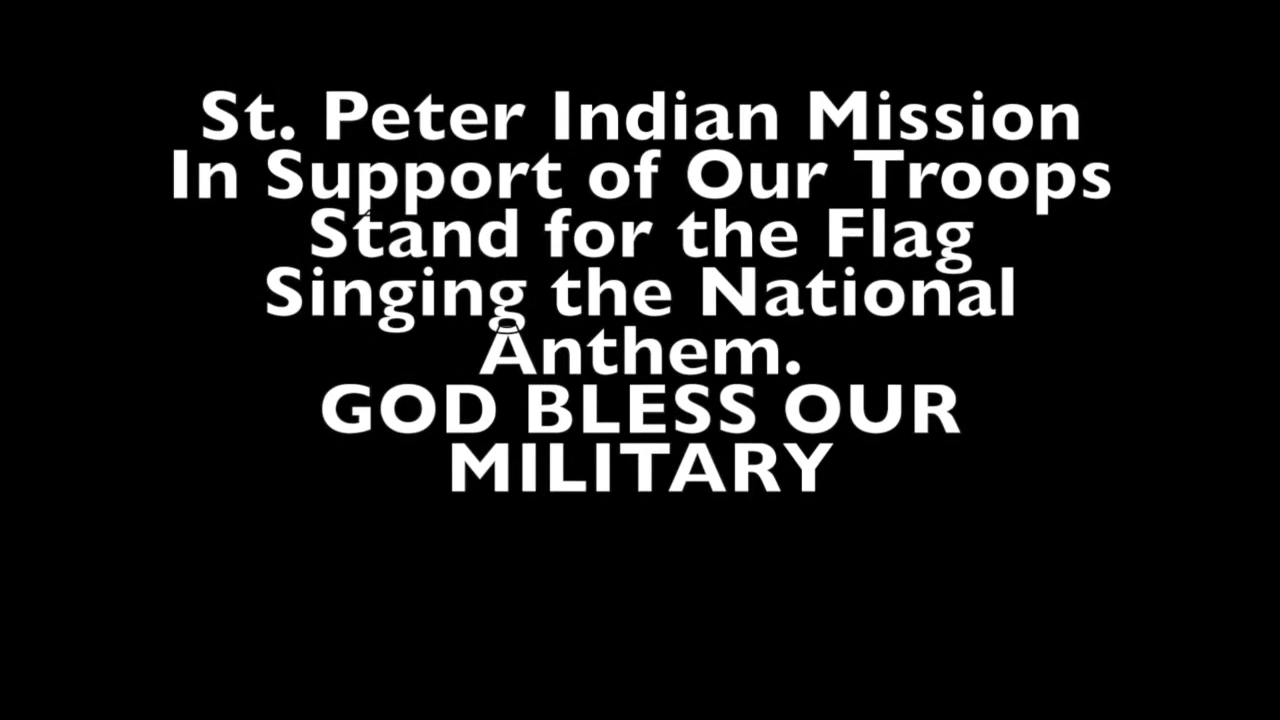 St. Peter Indian Mission
In Support of Our Troops
Stand for the Flag
Singing the National
Anthem.
GOD BLESS OUR
MILITARY